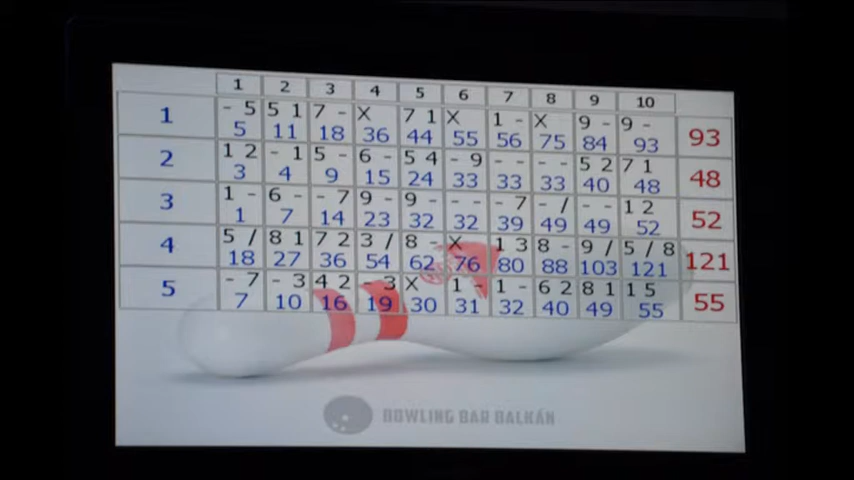 1 2 3 4 5 6 7 8 9 10
1 - 5 5 1 7 - X 7 1 X 1 - X 9 - 9 - 93
5 11 18 36 44 55 56 75 84 93
2 1 2 - 1 5 - 6 - 5 4 - 9 - - - - 5 2 7 1 48
3 4 9 15 24 33 33 33 40 48
3 1 - 6 - - 7 9 - 9 - - - - 7 - / - - 1 2 52
1 7 14 23 32 32 39 49 49 52
4 5 / 8 1 7 2 3 / 8 - X 1 3 8 - 9 / 5 / 8 121
18 27 36 54 62 76 80 88 103 121
5 - 7 - 3 4 2 - 3 X 1 - 1 - 6 2 8 1 1 5 55
7 10 16 19 30 31 32 40 49 55
BOWLING BAR BALKÁN